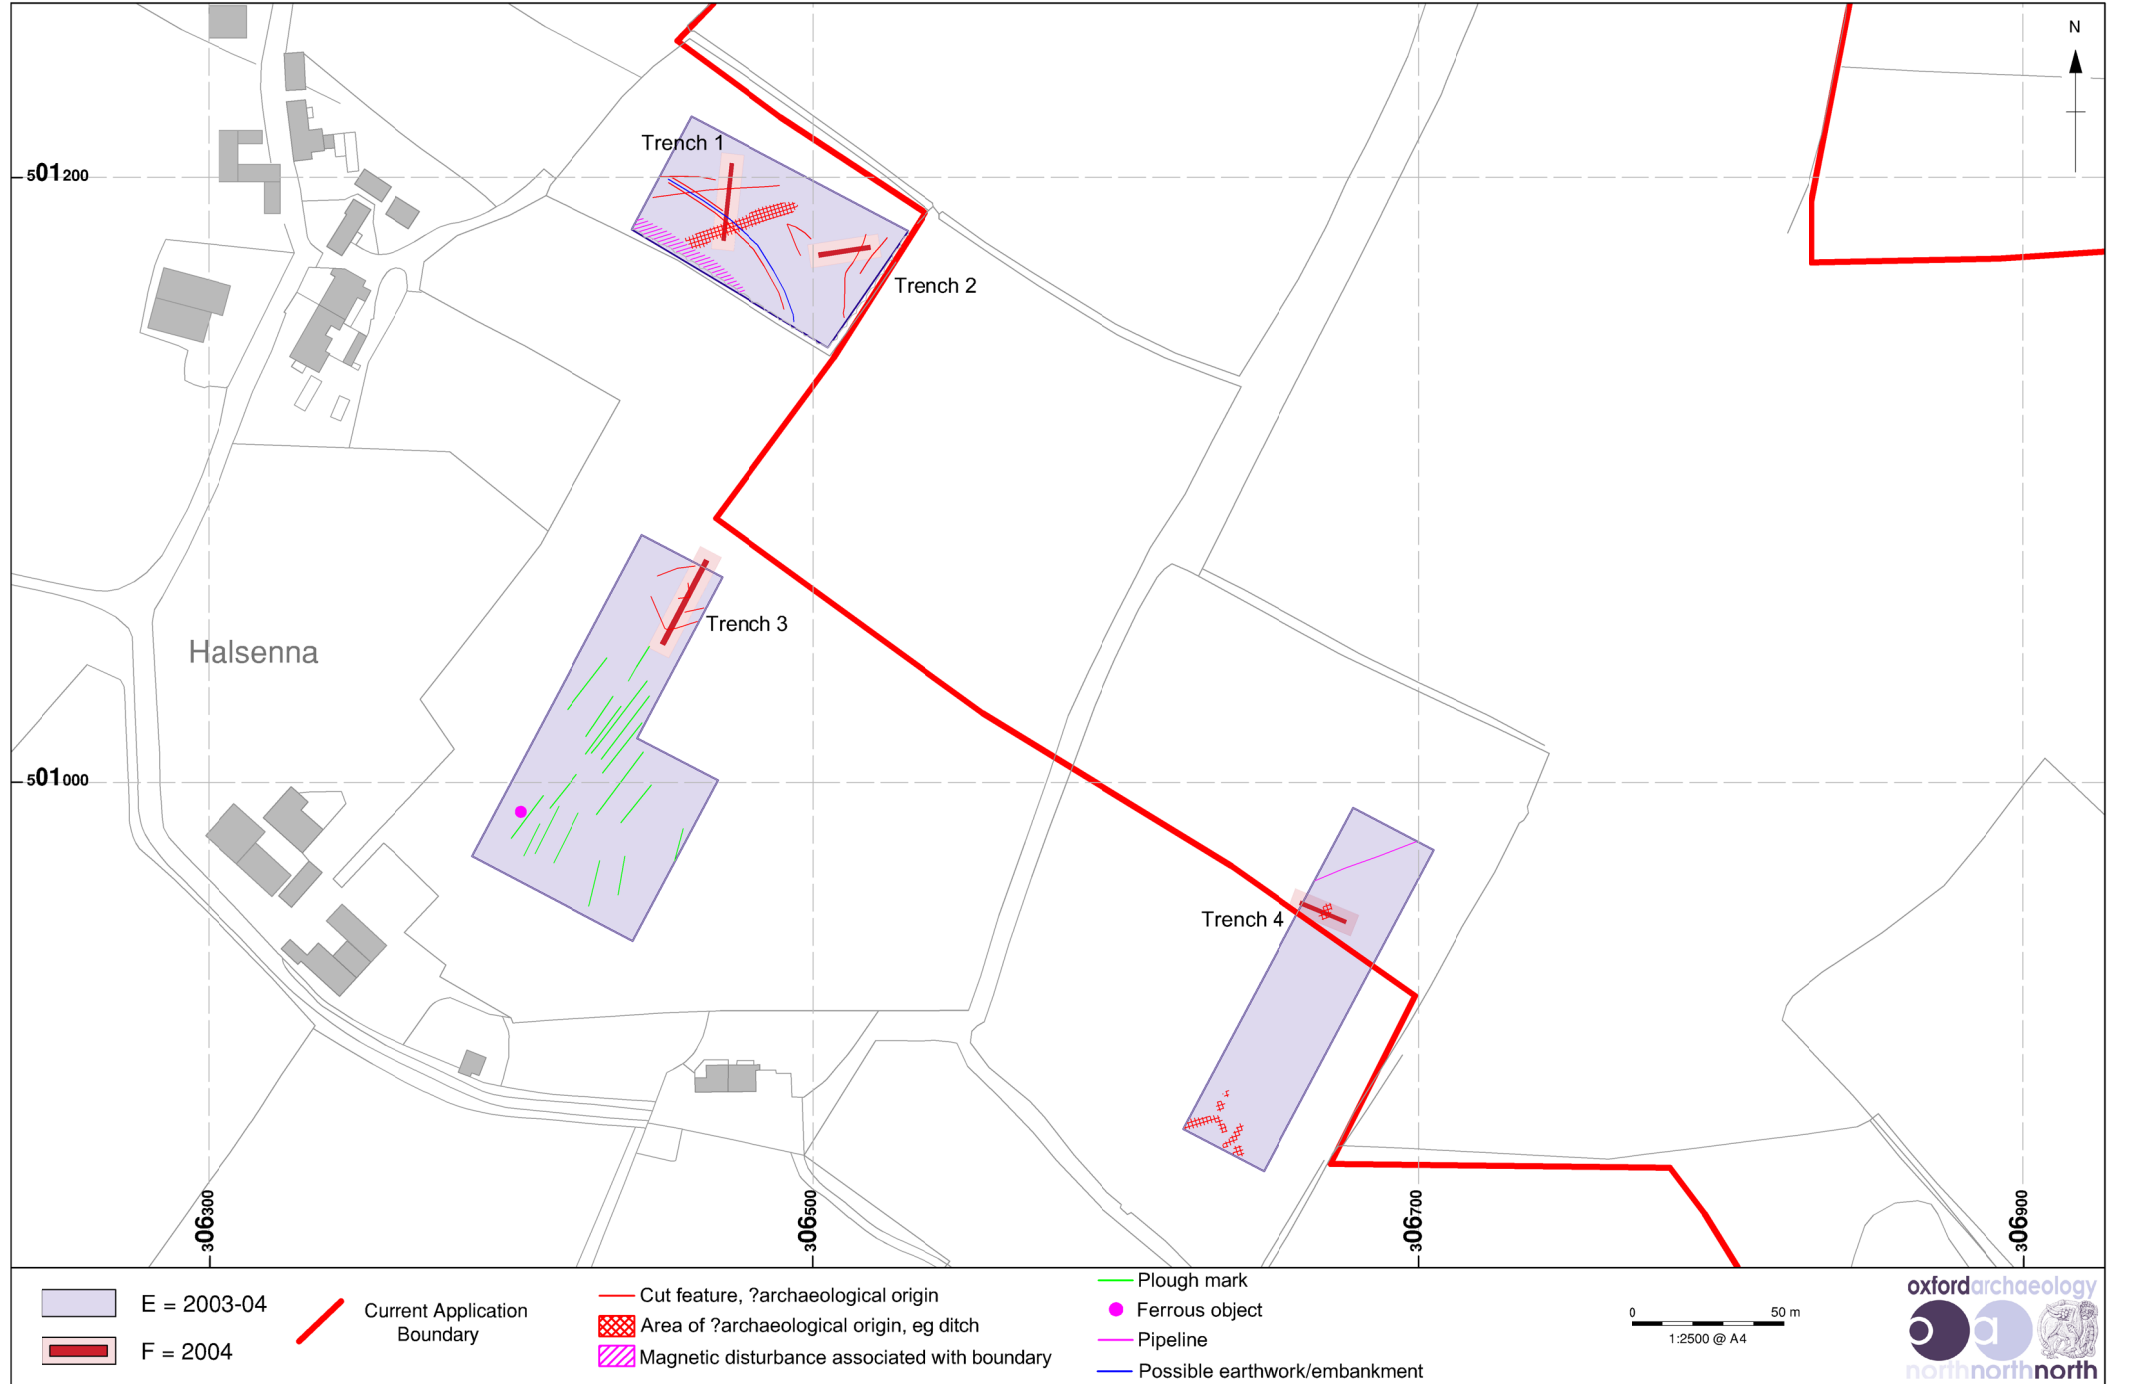 N
Trench 1
501200
Trench 2
Trench 3
Halsenna
501000
Trench 4
306300
306500
306700
306900
E = 2003-04
F = 2004
Current Application
Boundary
Cut feature, ?archaeological origin
Area of ?archaeological origin, eg ditch
Magnetic disturbance associated with boundary
Plough mark
Ferrous object
Pipeline
Possible earthwork/embankment
0 50 m
1:2500 @ A4
oxfordarchaeology
o a
northnorthnorth